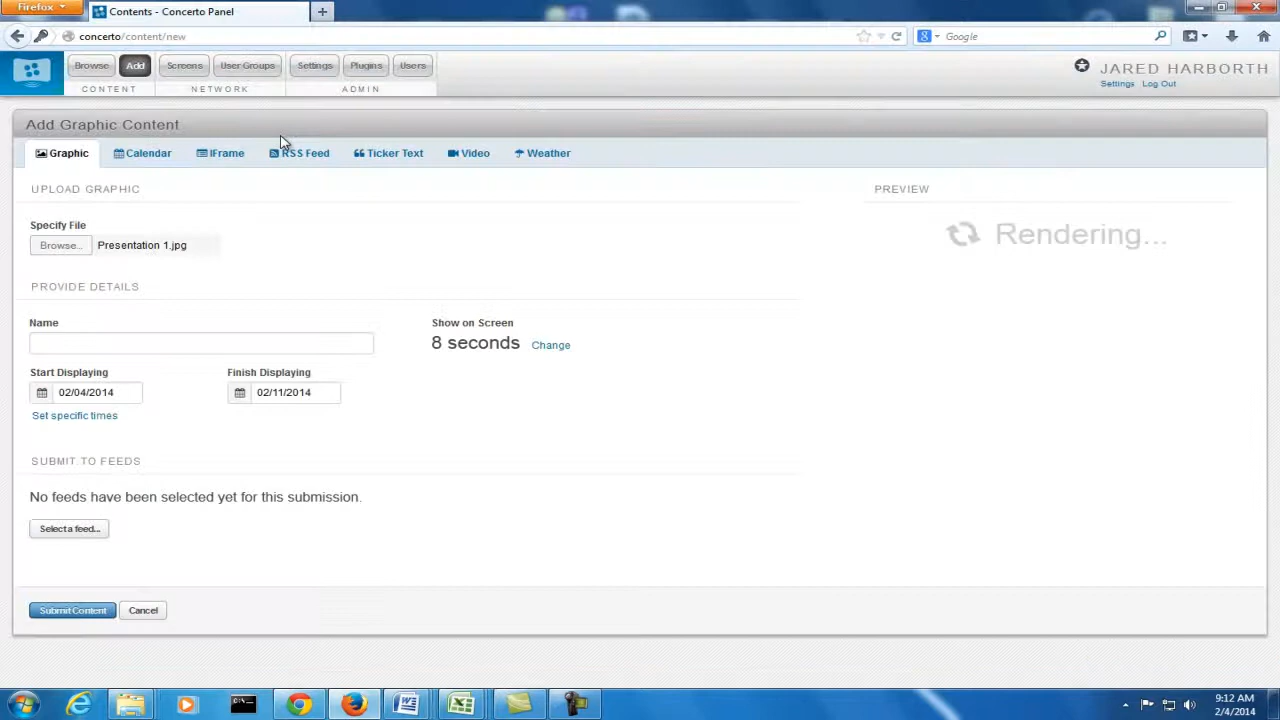 Firefox
Contents - Concerto Panel
concerto/content/new
Google
Browse Add Screens User Groups Settings Plugins Users
CONTENT NETWORK ADMIN
JARED HARBORTH
Settings Log Out
Add Graphic Content
Graphic Calendar IFrame RSS Feed Ticker Text Video Weather
UPLOAD GRAPHIC
PREVIEW
Specify File
Browse... Presentation 1.jpg
Rendering...
PROVIDE DETAILS
Name
Show on Screen
8 seconds Change
Start Displaying
Finish Displaying
02/04/2014
02/11/2014
Set specific times
SUBMIT TO FEEDS
No feeds have been selected yet for this submission.
Select a feed...
Submit Content Cancel
9:12 AM
2/4/2014